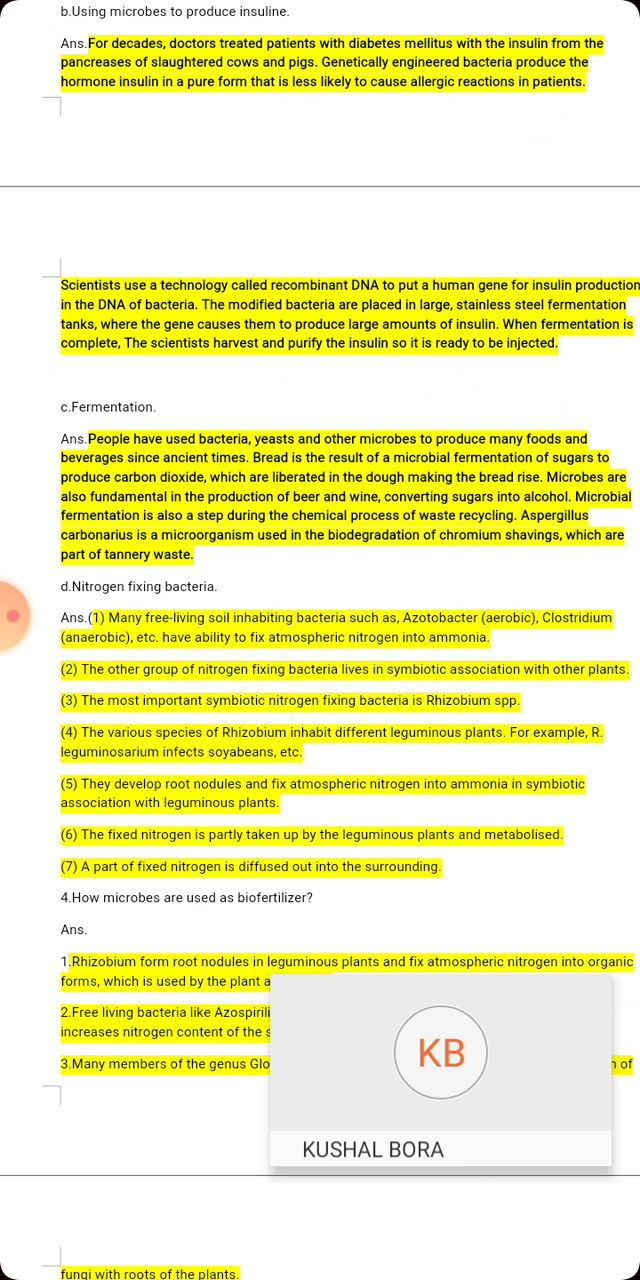 b.Using microbes to produce insuline.
Ans.For decades, doctors treated patients with diabetes mellitus with the insulin from the
pancreases of slaughtered cows and pigs. Genetically engineered bacteria produce the
hormone insulin in a pure form that is less likely to cause allergic reactions in patients.
Scientists use a technology called recombinant DNA to put a human gene for insulin production
in the DNA of bacteria. The modified bacteria are placed in large, stainless steel fermentation
tanks, where the gene causes them to produce large amounts of insulin. When fermentation is
complete, The scientists harvest and purify the insulin so it is ready to be injected.
c.Fermentation.
Ans.People have used bacteria, yeasts and other microbes to produce many foods and
beverages since ancient times. Bread is the result of a microbial fermentation of sugars to
produce carbon dioxide, which are liberated in the dough making the bread rise. Microbes are
also fundamental in the production of beer and wine, converting sugars into alcohol. Microbial
fermentation is also a step during the chemical process of waste recycling. Aspergillus
carbonarius is a microorganism used in the biodegradation of chromium shavings, which are
part of tannery waste.
d.Nitrogen fixing bacteria.
Ans.(1) Many free-living soil inhabiting bacteria such as, Azotobacter (aerobic), Clostridium
(anaerobic), etc. have ability to fix atmospheric nitrogen into ammonia.
(2) The other group of nitrogen fixing bacteria lives in symbiotic association with other plants.
(3) The most important symbiotic nitrogen fixing bacteria is Rhizobium spp.
(4) The various species of Rhizobium inhabit different leguminous plants. For example, R.
leguminosarium infects soyabeans, etc.
(5) They develop root nodules and fix atmospheric nitrogen into ammonia in symbiotic
association with leguminous plants.
(6) The fixed nitrogen is partly taken up by the leguminous plants and metabolised.
(7) A part of fixed nitrogen is diffused out into the surrounding.
4.How microbes are used as biofertilizer?
Ans.
1.Rhizobium form root nodules in leguminous plants and fix atmospheric nitrogen into organic
forms, which is used by the plant
2.Free living bacteria like
increases nitrogen content of the
3.Many members of the genus of
KB
KUSHAL BORA
fungi with roots of the plants.